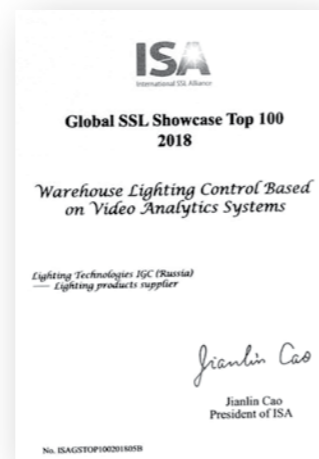 ISA
International SSL Alliance
Global SSL Showcase Top 100
2018
Warehouse Lighting Control Based
on Video Analytics Systems
Lighting Technologies IGC (Russia)
— Lighting products supplier
Jianlin Cao
Jianlin Cao
President of ISA
No. ISAGSTOP100201805B